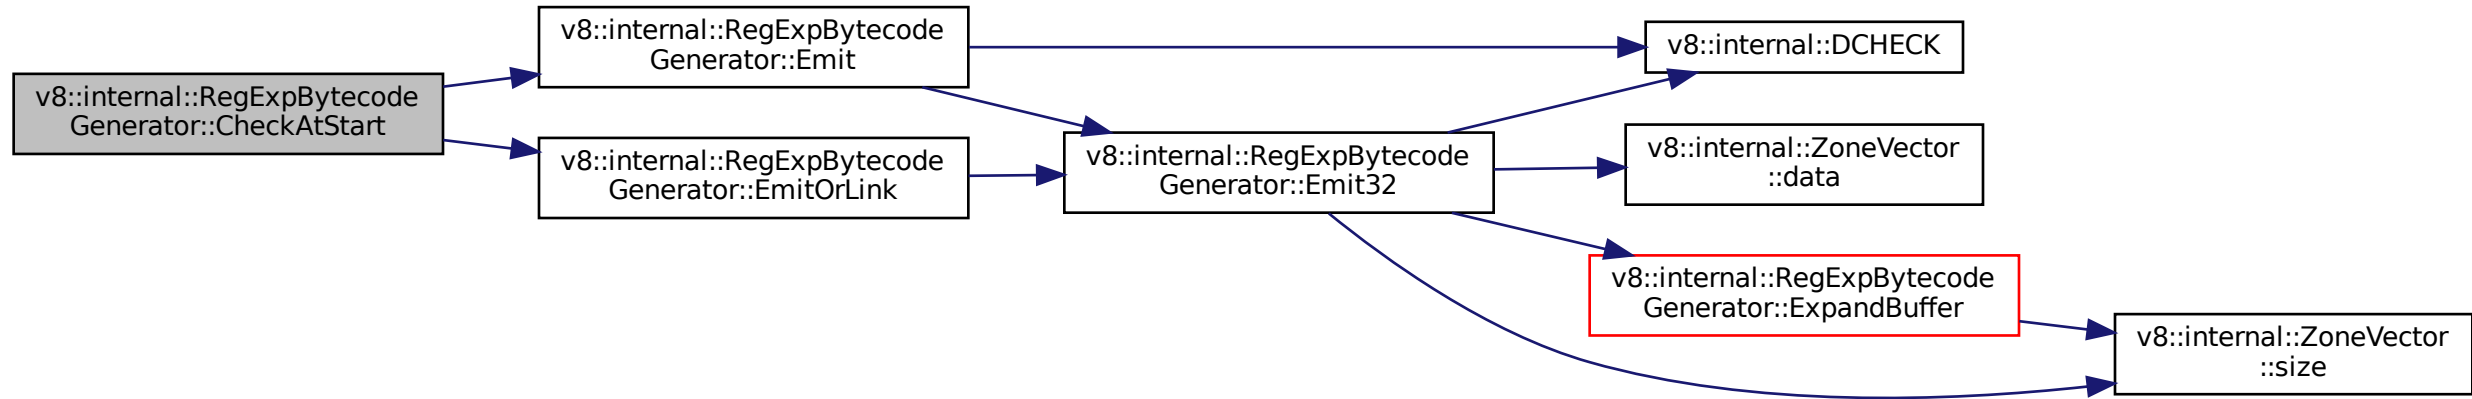 v8::internal::RegExpBytecode
Generator::CheckAtStart
v8::internal::RegExpBytecode
Generator::Emit
v8::internal::RegExpBytecode
Generator::EmitOrLink
v8::internal::RegExpBytecode
Generator::Emit32
v8::internal::DCHECK
v8::internal::ZoneVector
::data
v8::internal::RegExpBytecode
Generator::ExpandBuffer
v8::internal::ZoneVector
::size